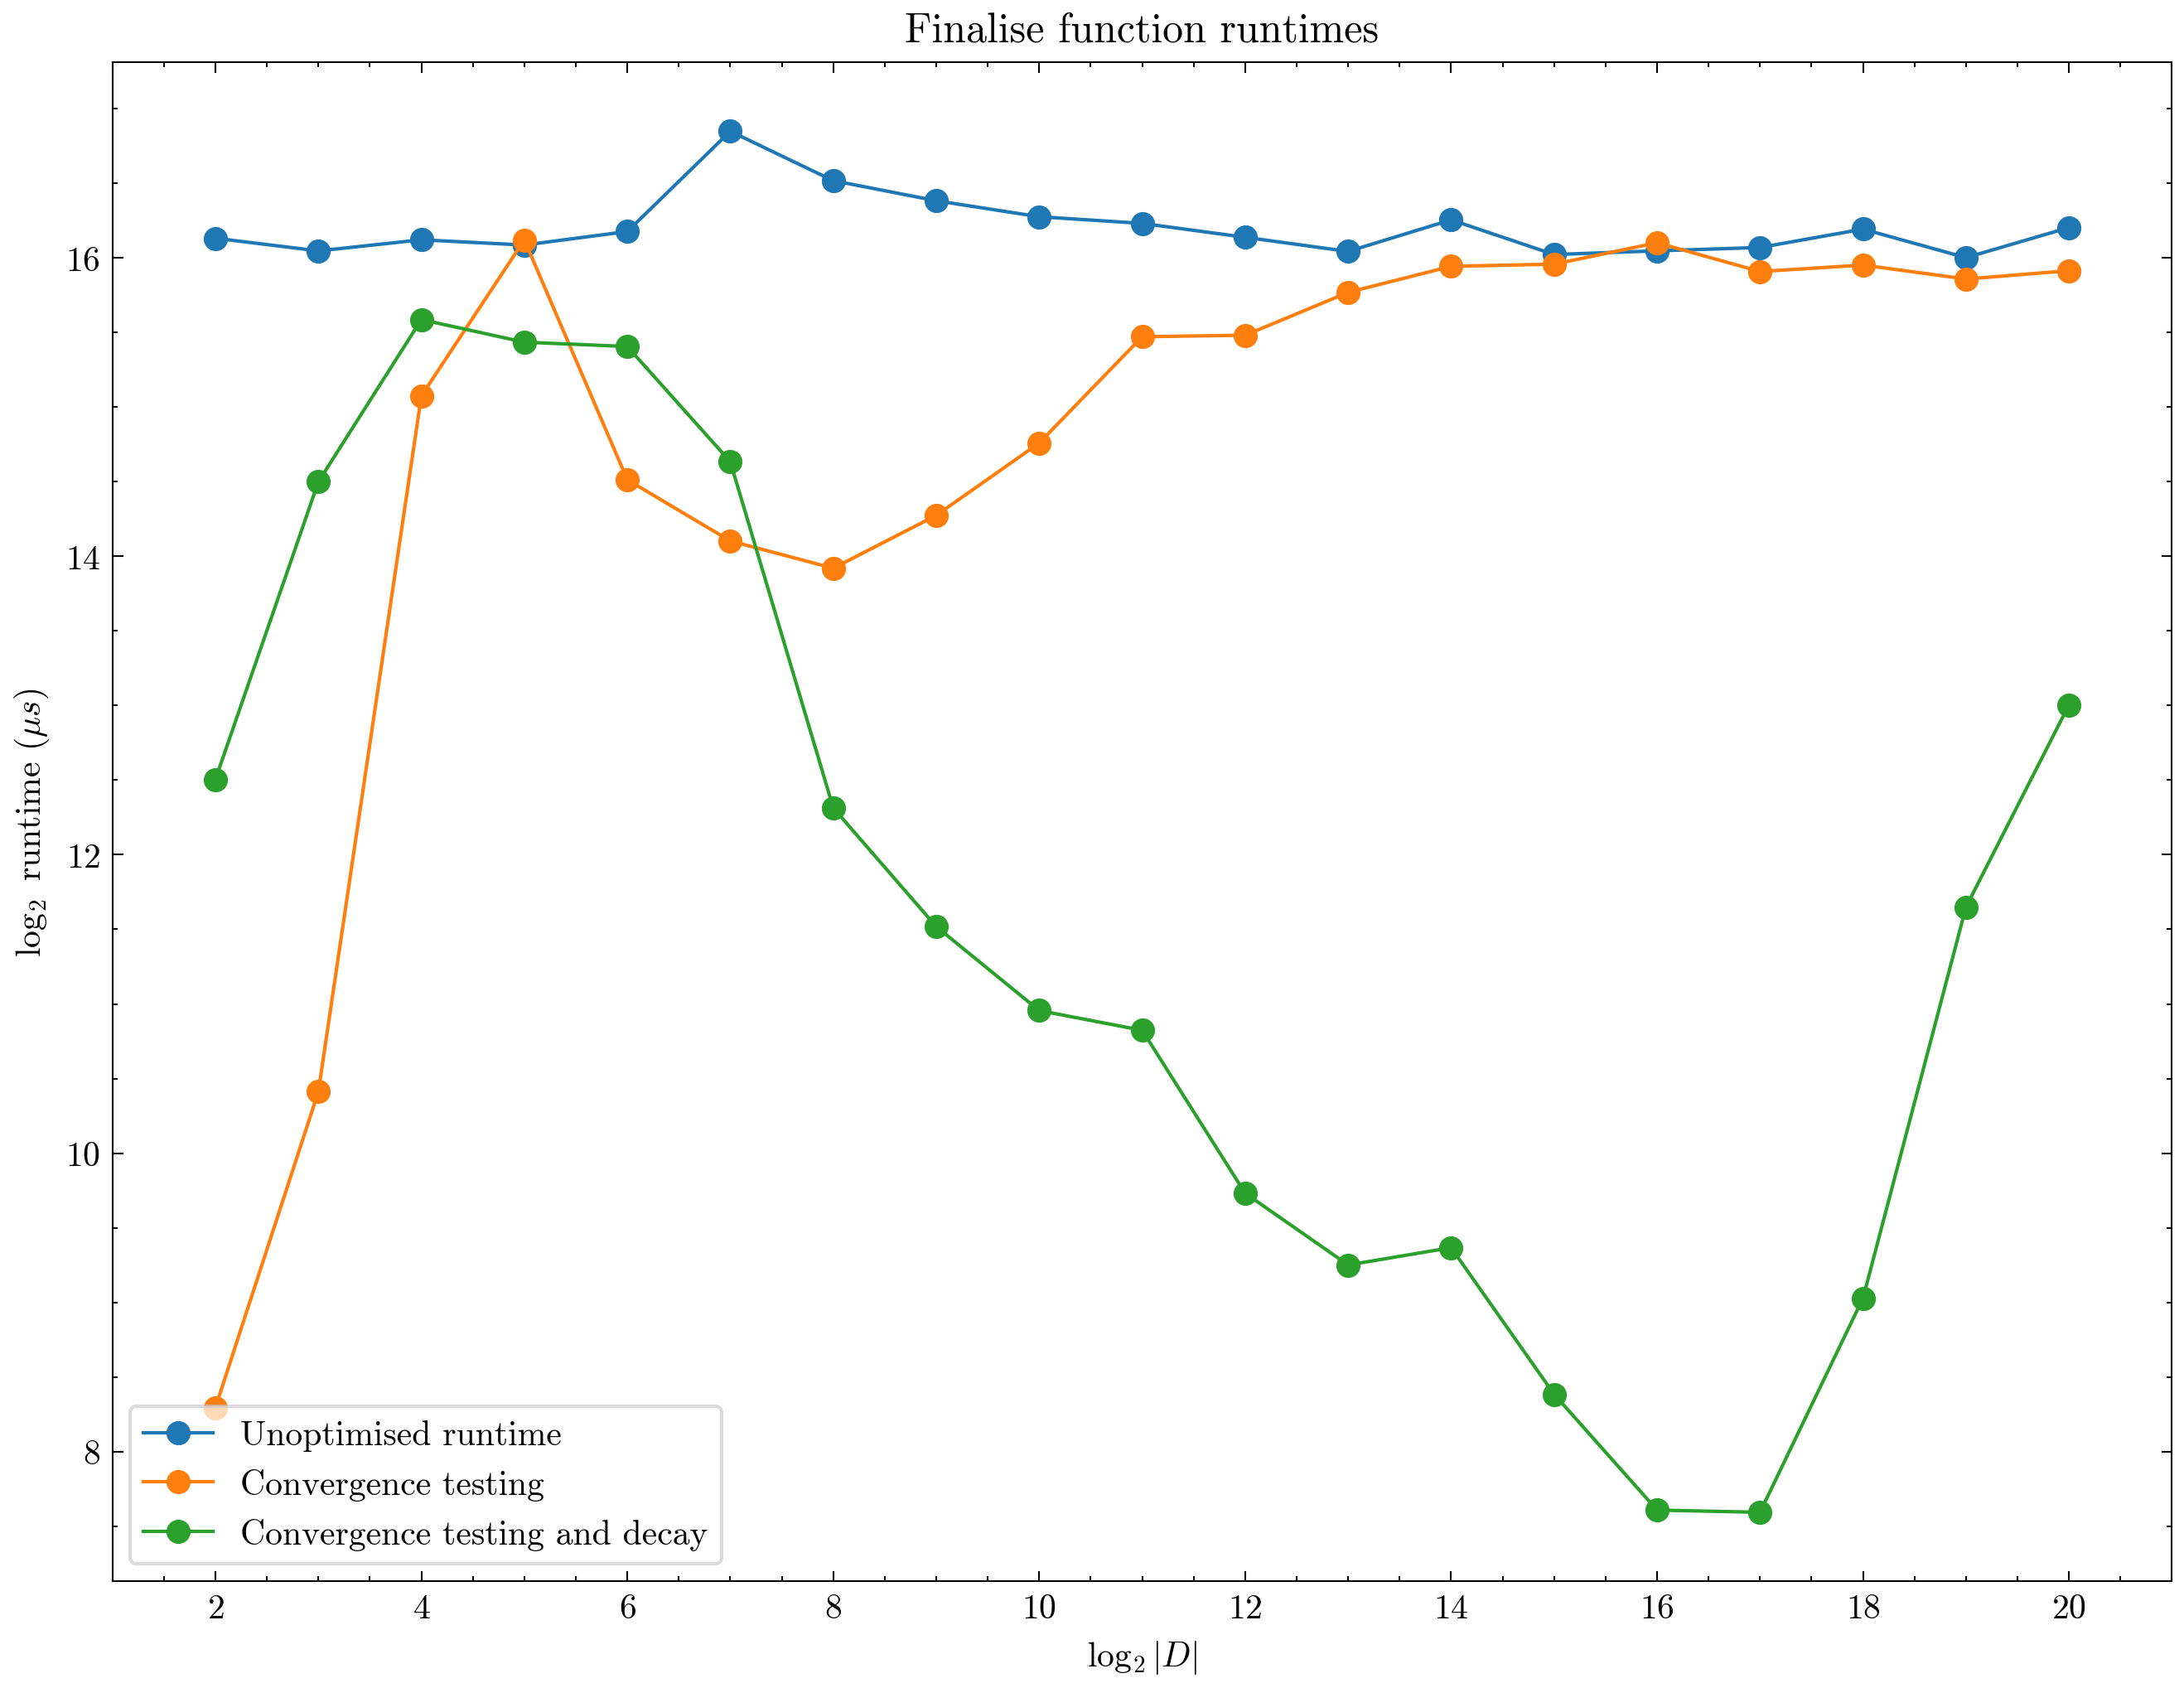 Finalise function runtimes
16
14
12
10
8
log₂ runtime (μs)
Unoptimised runtime
Convergence testing
Convergence testing and decay
2 4 6 8 10 12 14 16 18 20
log₂|D|